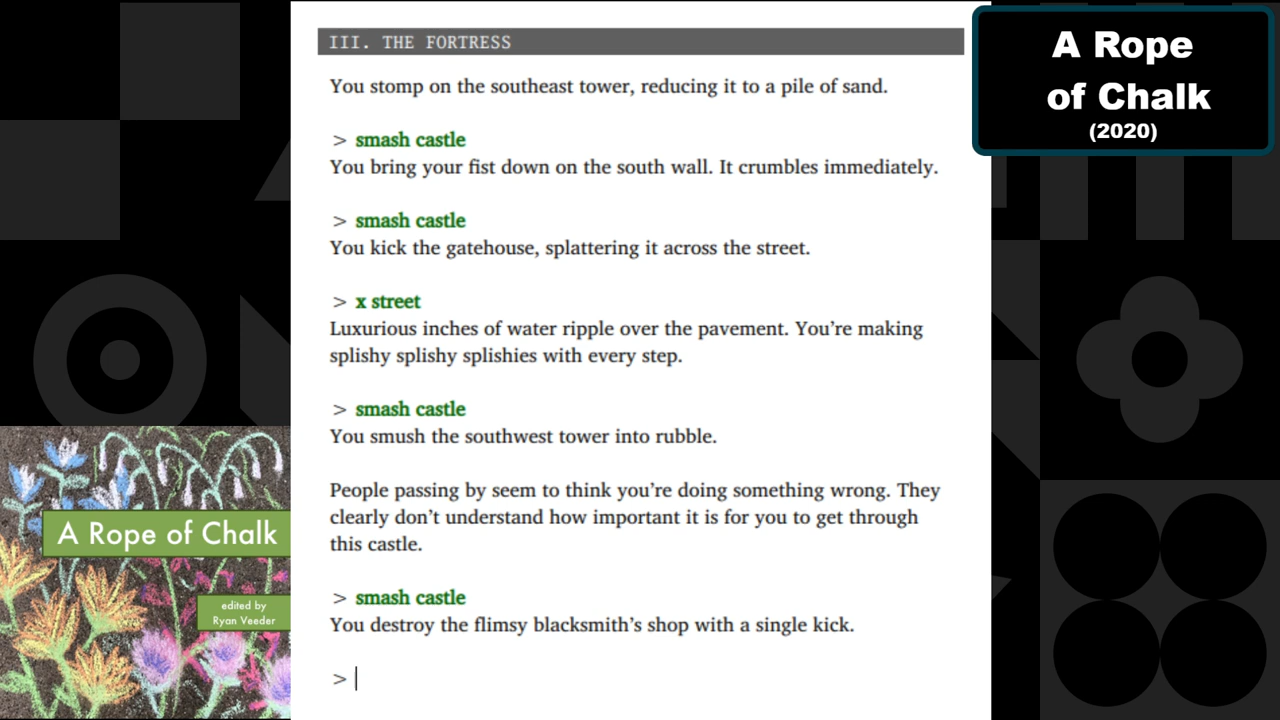 III. THE FORTRESS
You stomp on the southeast tower, reducing it to a pile of sand.
> smash castle
You bring your fist down on the south wall. It crumbles immediately.
> smash castle
You kick the gatehouse, splattering it across the street.
> x street
Luxurious inches of water ripple over the pavement. You’re making
splishy splishy splishies with every step.
> smash castle
You smush the southwest tower into rubble.
People passing by seem to think you’re doing something wrong. They
clearly don’t understand how important it is for you to get through
this castle.
> smash castle
You destroy the flimsy blacksmith’s shop with a single kick.
>
A Rope
of Chalk
(2020)
A Rope of Chalk
edited by
Ryan Veeder